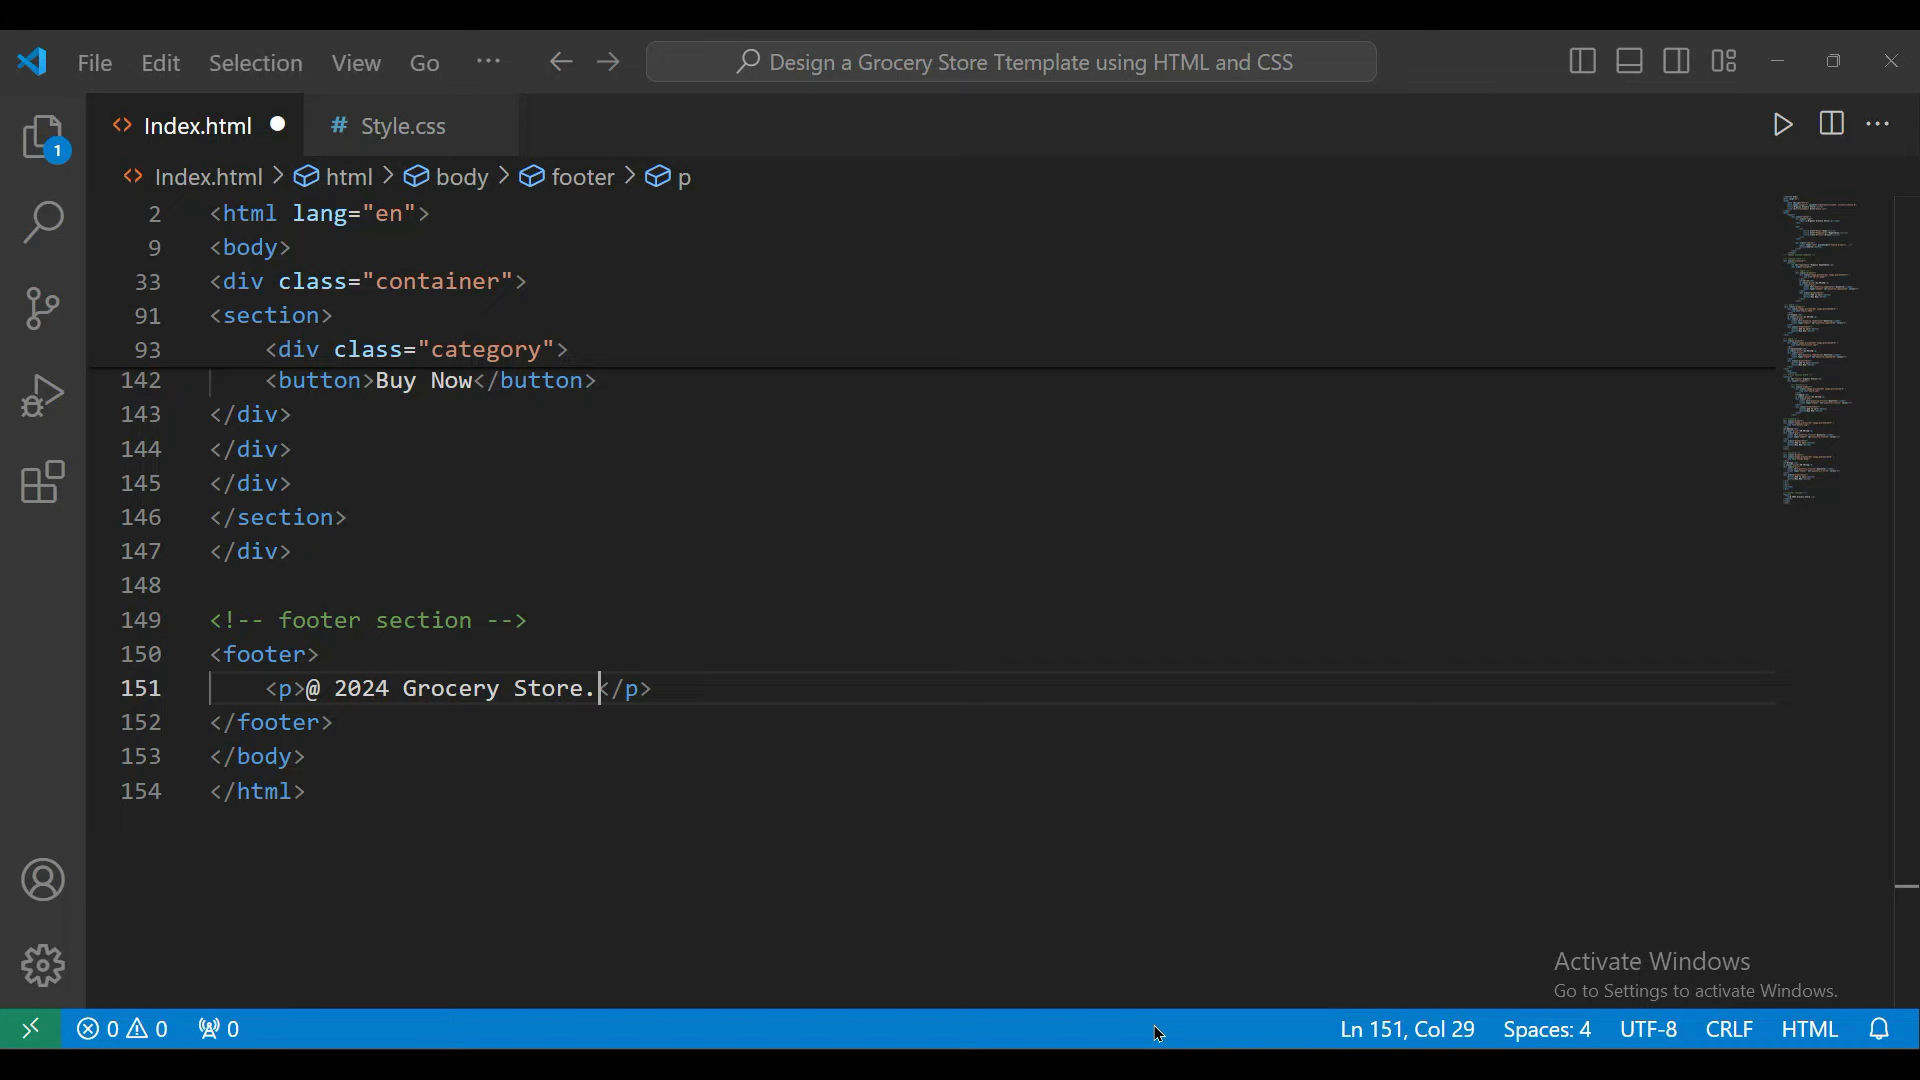 File Edit Selection View Go ··· Design a Grocery Store Ttemplate using HTML and CSS
<> Index.html # Style.css
1
<> Index.html > html > body > footer > p
2 <html lang="en">
9 <body>
33 <div class="container">
91 <section>
93 <div class="category">
142 <button>Buy Now</button>
143 </div>
144 </div>
145 </div>
146 </section>
147 </div>
148
149 <!-- footer section -->
150 <footer>
151 <p>@ 2024 Grocery Store.</p>
152 </footer>
153 </body>
154 </html>
Activate Windows
Go to Settings to activate Windows.
0 0 0 Ln 151, Col 29 Spaces: 4 UTF-8 CRLF HTML